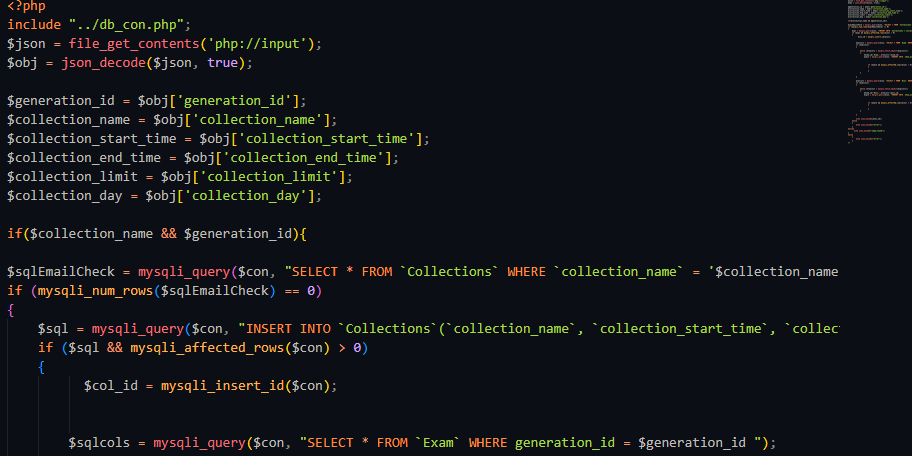 <?php
include "../db_con.php";
$json = file_get_contents('php://input');
$obj = json_decode($json, true);
$generation_id = $obj['generation_id'];
$collection_name = $obj['collection_name'];
$collection_start_time = $obj['collection_start_time'];
$collection_end_time = $obj['collection_end_time'];
$collection_limit = $obj['collection_limit'];
$collection_day = $obj['collection_day'];
if($collection_name && $generation_id){
$sqlEmailCheck = mysqli_query($con, "SELECT * FROM `Collections` WHERE `collection_name` = '$collection_name
if (mysqli_num_rows($sqlEmailCheck) == 0)
{
$sql = mysqli_query($con, "INSERT INTO `Collections`(`collection_name`, `collection_start_time`, `collec
if ($sql && mysqli_affected_rows($con) > 0)
{
$col_id = mysqli_insert_id($con);
$sqlcols = mysqli_query($con, "SELECT * FROM `Exam` WHERE generation_id = $generation_id ");